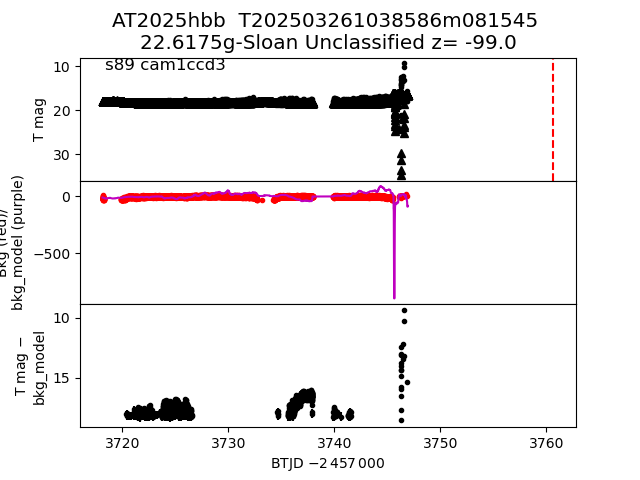 AT2025hbb  T202503261038586m081545
22.6175g-Sloan Unclassified z= -99.0
s89 cam1ccd3
10
20
30
T mag
0
−500
Bkg (red)/
bkg_model (purple)
10
15
T mag −
bkg_model
3720 3730 3740 3750 3760
BTJD −2 457 000